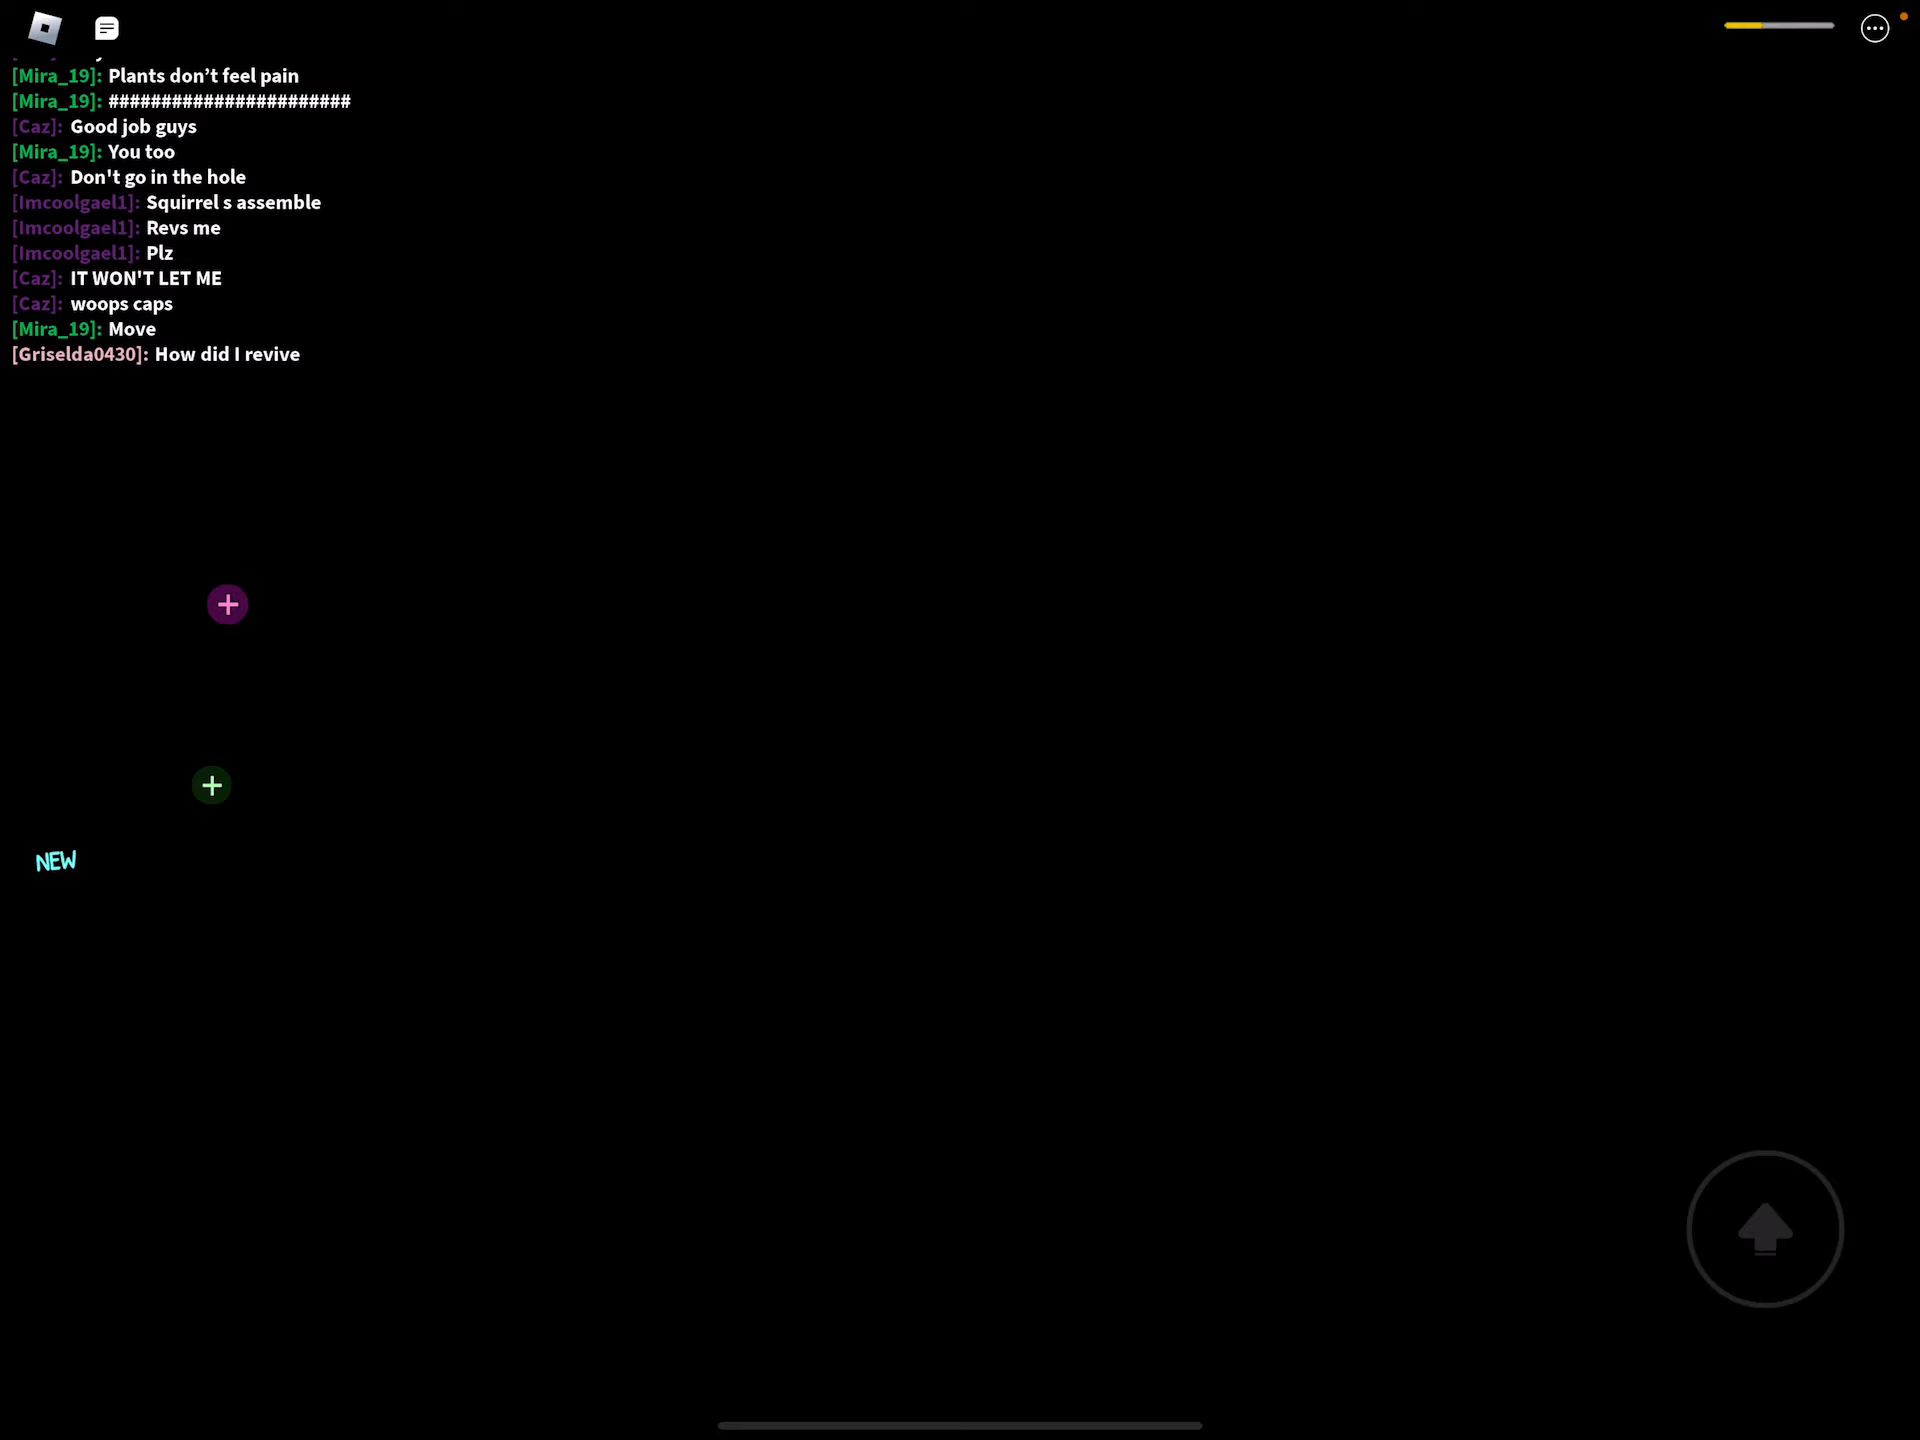 [Mira_19]: Plants don’t feel pain
[Mira_19]: #######################
[Caz]: Good job guys
[Mira_19]: You too
[Caz]: Don't go in the hole
[Imcoolgael1]: Squirrel s assemble
[Imcoolgael1]: Revs me
[Imcoolgael1]: Plz
[Caz]: IT WON'T LET ME
[Caz]: woops caps
[Mira_19]: Move
[Griselda0430]: How did I revive
NEW